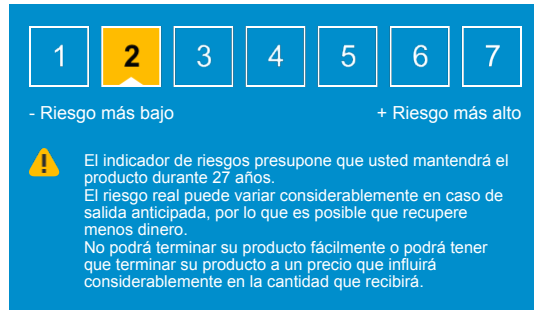 1 2 3 4 5 6 7
- Riesgo más bajo + Riesgo más alto
!
El indicador de riesgos presupone que usted mantendrá el
producto durante 27 años.
El riesgo real puede variar considerablemente en caso de
salida anticipada, por lo que es posible que recupere
menos dinero.
No podrá terminar su producto fácilmente o podrá tener
que terminar su producto a un precio que influirá
considerablemente en la cantidad que recibirá.